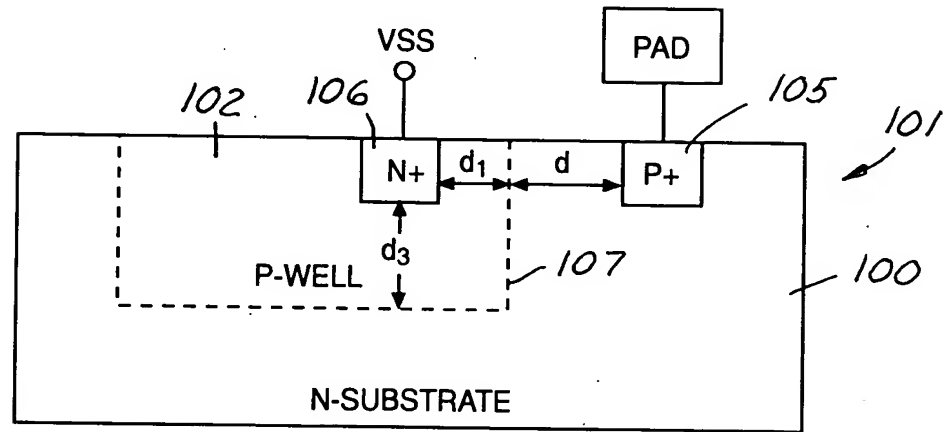 VSS
PAD
102
106
105
101
N+
d1
d
P+
d3
P-WELL
107
100
N-SUBSTRATE